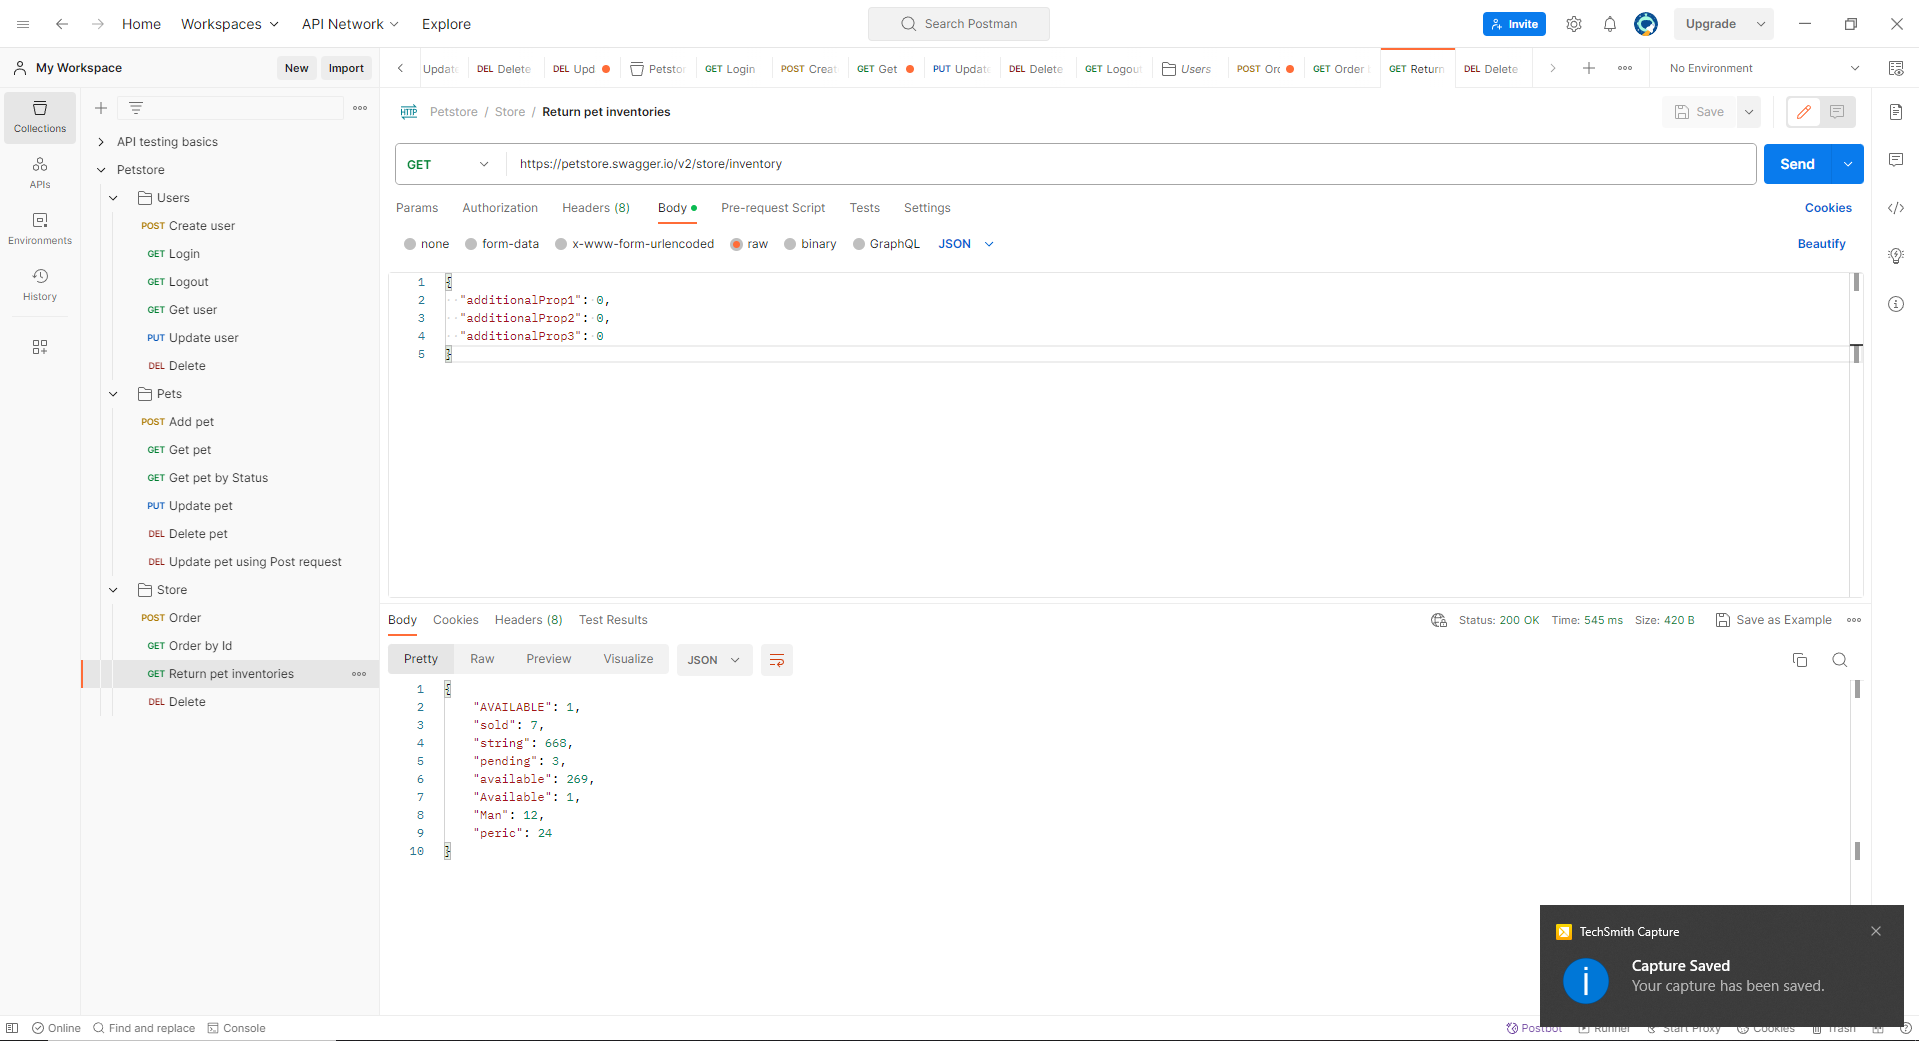 Home Workspaces API Network Explore Search Postman Invite Upgrade
My Workspace New Import Update DEL Delete DEL Upd Petstor GET Login POST Creat GET Get PUT Update DEL Delete GET Logout Users POST Orc GET Order GET Return DEL Delete No Environment
Collections
APIs
Environments
History
API testing basics
Petstore
Users
POST Create user
GET Login
GET Logout
GET Get user
PUT Update user
DEL Delete
Pets
POST Add pet
GET Get pet
GET Get pet by Status
PUT Update pet
DEL Delete pet
DEL Update pet using Post request
Store
POST Order
GET Order by Id
GET Return pet inventories
DEL Delete
HTTP Petstore / Store / Return pet inventories Save
GET https://petstore.swagger.io/v2/store/inventory Send
Params Authorization Headers (8) Body Pre-request Script Tests Settings Cookies
none form-data x-www-form-urlencoded raw binary GraphQL JSON Beautify
1 {
2 "additionalProp1": 0,
3 "additionalProp2": 0,
4 "additionalProp3": 0
5 }
Body Cookies Headers (8) Test Results Status: 200 OK Time: 545 ms Size: 420 B Save as Example
Pretty Raw Preview Visualize JSON
1 {
2 "AVAILABLE": 1,
3 "sold": 7,
4 "string": 668,
5 "pending": 3,
6 "available": 269,
7 "Available": 1,
8 "Man": 12,
9 "peric": 24
10 }
TechSmith Capture
Capture Saved
Your capture has been saved.
Online Find and replace Console Postbot Runner Start Proxy Cookies Trash